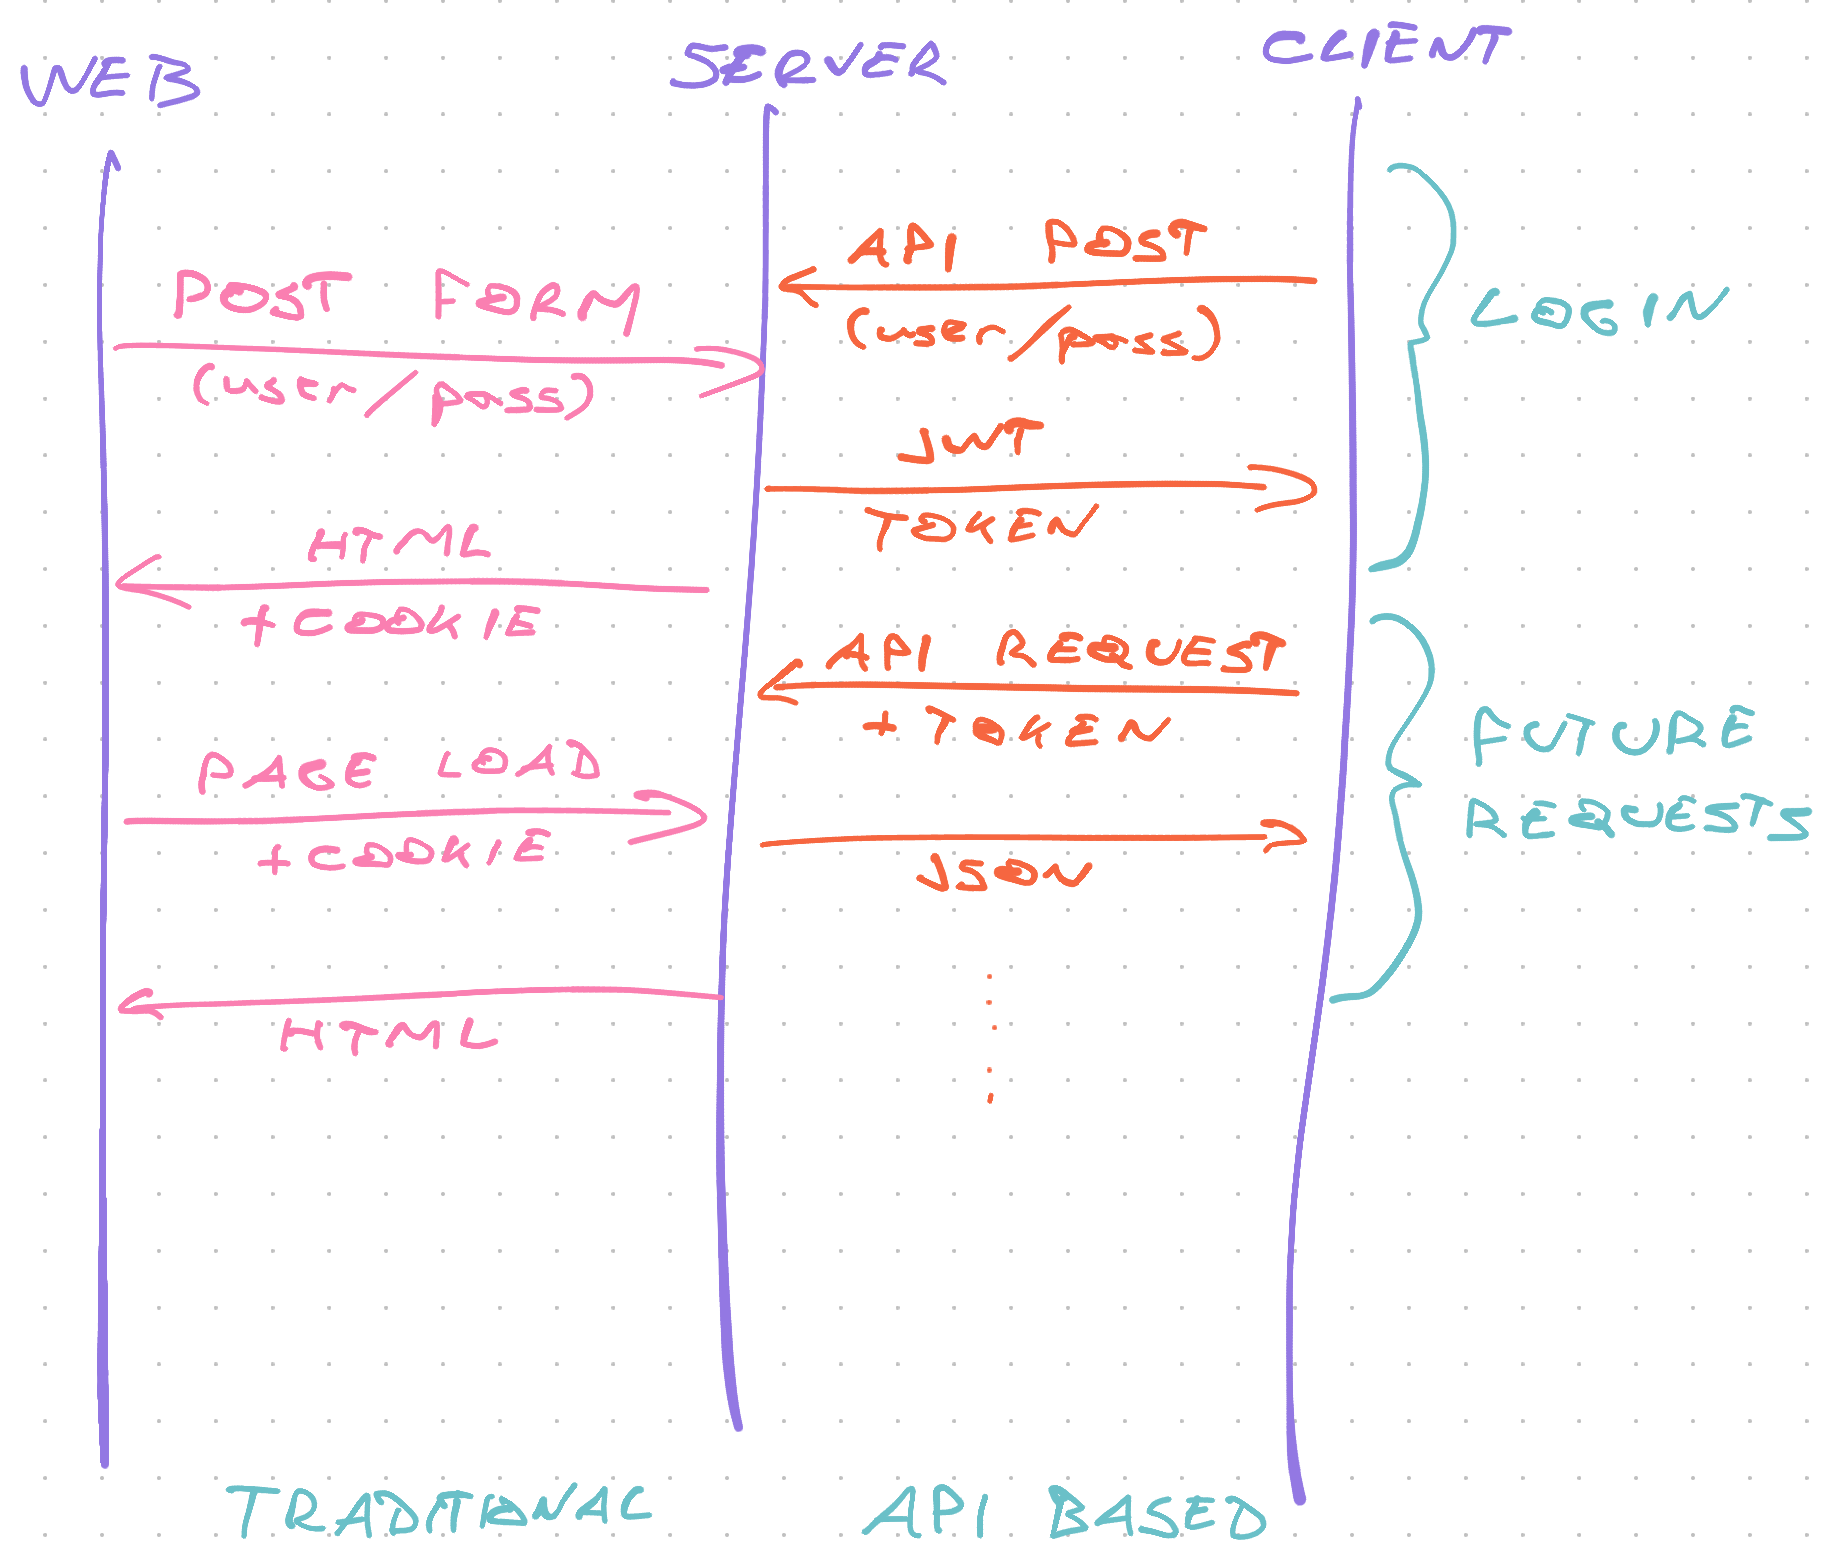 WEB
SERVER
CLIENT
POST FORM
(user/pass)
HTML
+COOKIE
PAGE LOAD
+COOKIE
HTML
API POST
(user/pass)
JWT
TOKEN
API REQUEST
+ TOKEN
JSON
LOGIN
FUTURE
REQUESTS
TRADITIONAL
API BASED